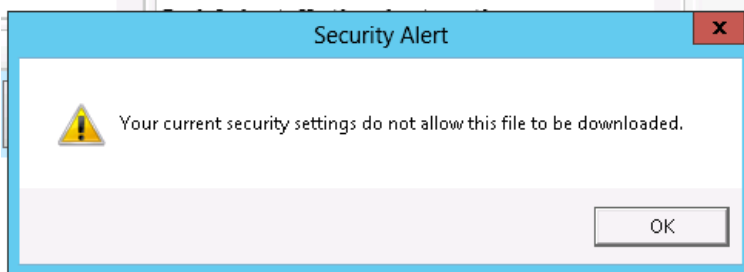 Security Alert
x
Your current security settings do not allow this file to be downloaded.
OK